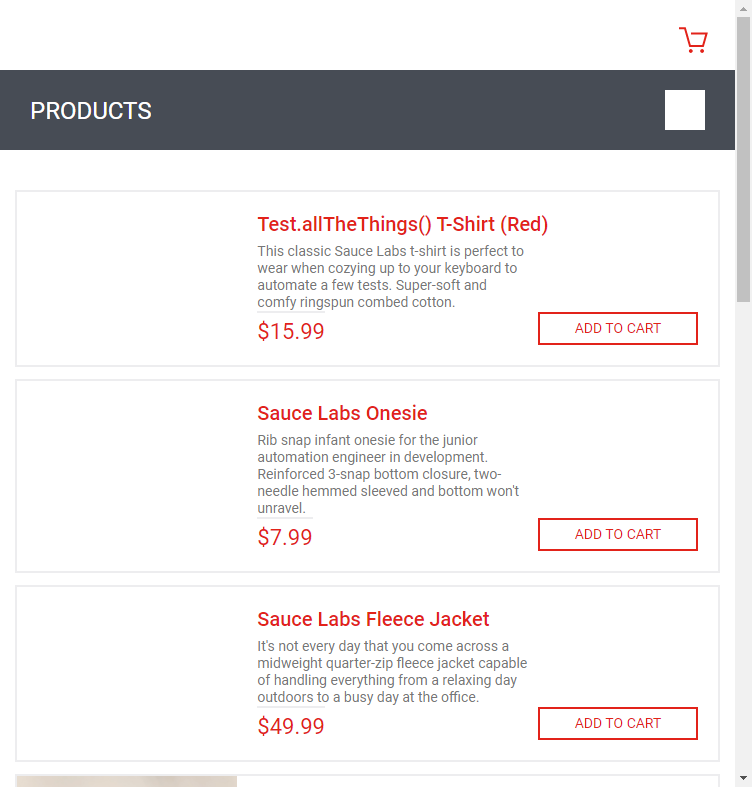 PRODUCTS
Test.allTheThings() T-Shirt (Red)
This classic Sauce Labs t-shirt is perfect to
wear when cozying up to your keyboard to
automate a few tests. Super-soft and
comfy ringspun combed cotton.
$15.99
ADD TO CART
Sauce Labs Onesie
Rib snap infant onesie for the junior
automation engineer in development.
Reinforced 3-snap bottom closure, two-
needle hemmed sleeved and bottom won't
unravel.
$7.99
ADD TO CART
Sauce Labs Fleece Jacket
It's not every day that you come across a
midweight quarter-zip fleece jacket capable
of handling everything from a relaxing day
outdoors to a busy day at the office.
$49.99
ADD TO CART